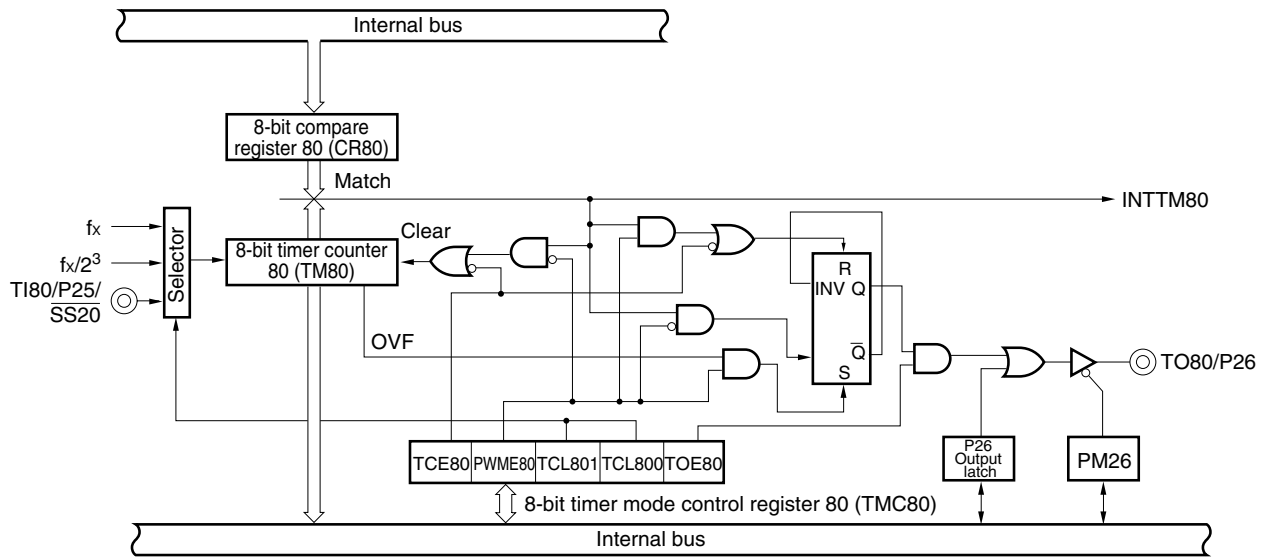 Internal bus
8-bit compare
register 80 (CR80)
Match
INTTM80
fX
fX/2³
TI80/P25/
SS20
Selector
8-bit timer counter
80 (TM80)
Clear
OVF
R
INV Q
Q
S
TO80/P26
TCE80 PWME80 TCL801 TCL800 TOE80
P26
Output
latch
PM26
8-bit timer mode control register 80 (TMC80)
Internal bus